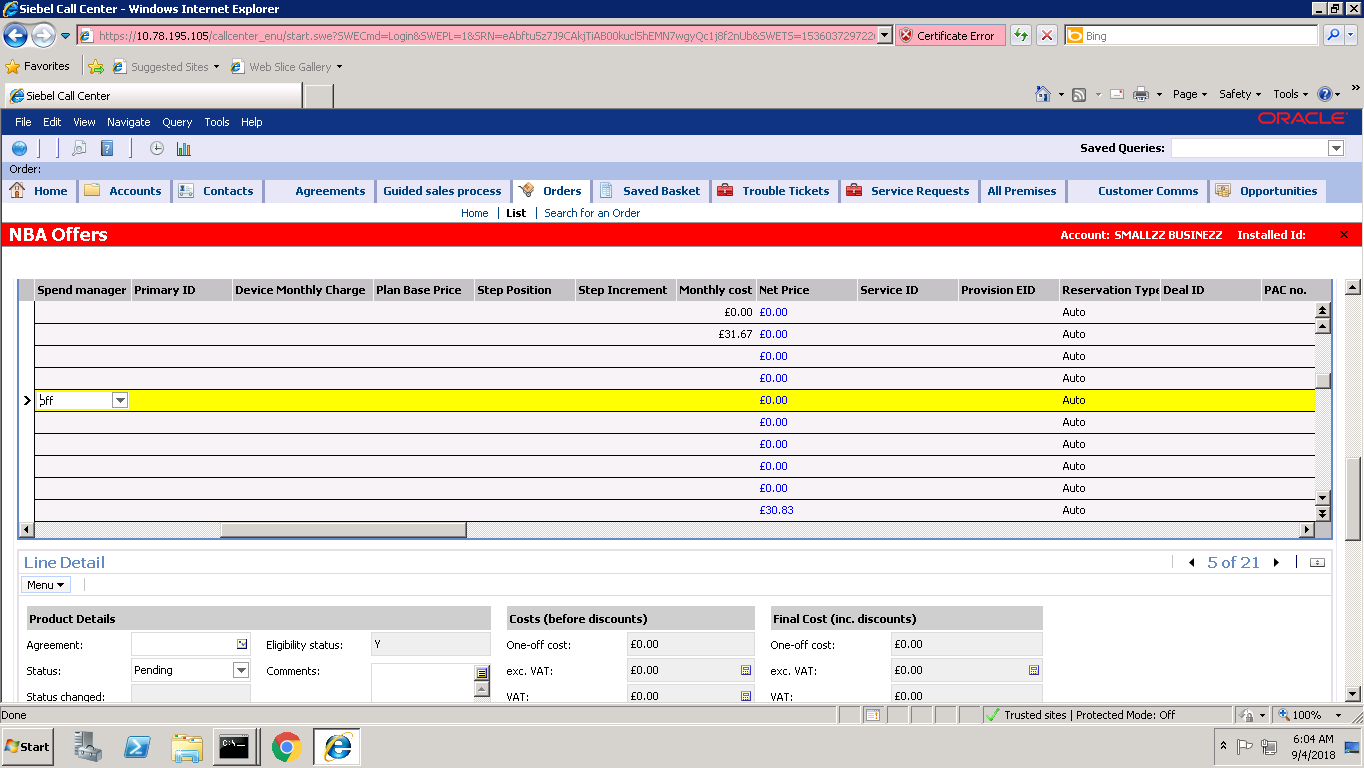 Siebel Call Center - Windows Internet Explorer
https://10.78.195.105/callcenter_enu/start.swe?SWECmd=Login&SWEPL=1&SRN=eAbftu5z7J9CAkjTiAB00kucl5hEMN7wgyQc1j8f2nUb&SWETS=153603729722 Certificate Error Bing
Favorites Suggested Sites Web Slice Gallery
Siebel Call Center Page Safety Tools
File Edit View Navigate Query Tools Help ORACLE
Saved Queries:
Order:
Home Accounts Contacts Agreements Guided sales process Orders Saved Basket Trouble Tickets Service Requests All Premises Customer Comms Opportunities
Home List Search for an Order
NBA Offers Account: SMALLZZ BUSINEZZ Installed Id:
Spend manager Primary ID Device Monthly Charge Plan Base Price Step Position Step Increment Monthly cost Net Price Service ID Provision EID Reservation Type Deal ID PAC no.
£0.00 £0.00 Auto
£31.67 £0.00 Auto
£0.00 Auto
£0.00 Auto
off £0.00 Auto
£0.00 Auto
£0.00 Auto
£0.00 Auto
£0.00 Auto
£30.83 Auto
Line Detail 5 of 21
Menu
Product Details Costs (before discounts) Final Cost (inc. discounts)
Agreement: Eligibility status: Y One-off cost: £0.00 One-off cost: £0.00
Status: Pending Comments: exc. VAT: £0.00 exc. VAT: £0.00
Status changed: VAT: £0.00 VAT: £0.00
Done Trusted sites | Protected Mode: Off 100%
Start C:\ 6:04 AM
9/4/2018